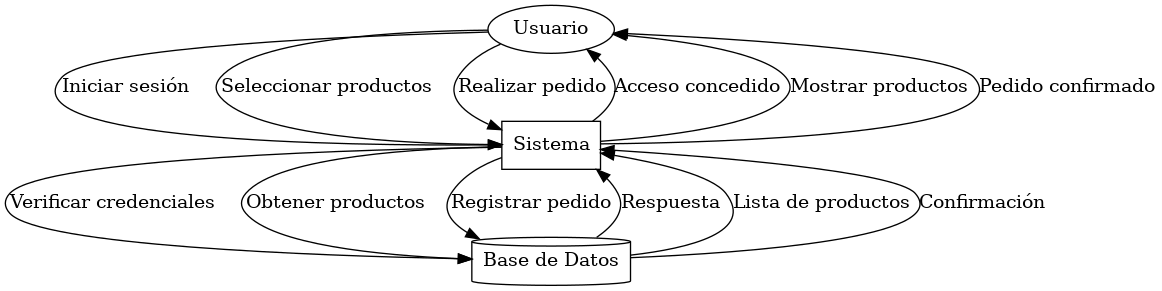 Usuario
Iniciar sesión
Seleccionar productos
Realizar pedido
Acceso concedido
Mostrar productos
Pedido confirmado
Sistema
Verificar credenciales
Obtener productos
Registrar pedido
Respuesta
Lista de productos
Confirmación
Base de Datos